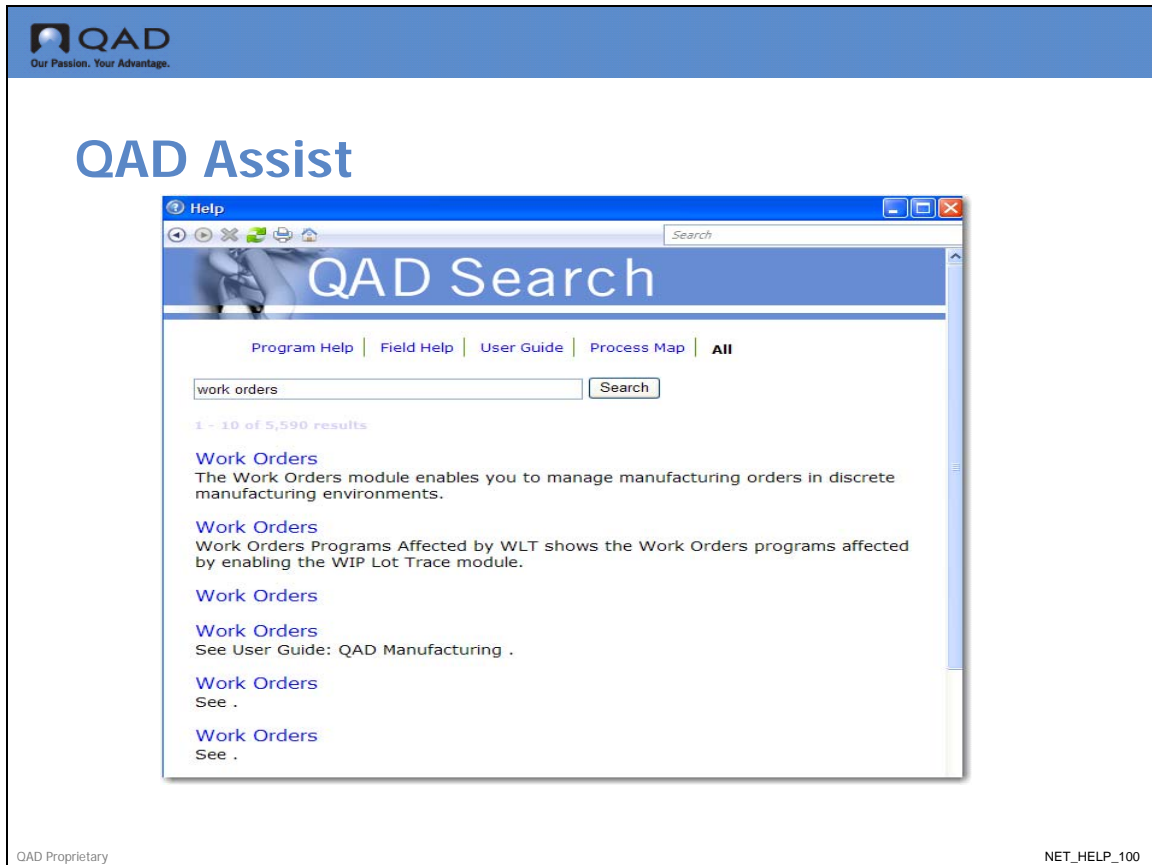 QAD
Our Passion. Your Advantage.
QAD Assist
Help
Search
QAD Search
Program Help | Field Help | User Guide | Process Map | All
work orders
Search
1 - 10 of 5,590 results
Work Orders
The Work Orders module enables you to manage manufacturing orders in discrete
manufacturing environments.
Work Orders
Work Orders Programs Affected by WLT shows the Work Orders programs affected
by enabling the WIP Lot Trace module.
Work Orders
Work Orders
See User Guide: QAD Manufacturing .
Work Orders
See .
Work Orders
See .
QAD Proprietary
NET_HELP_100